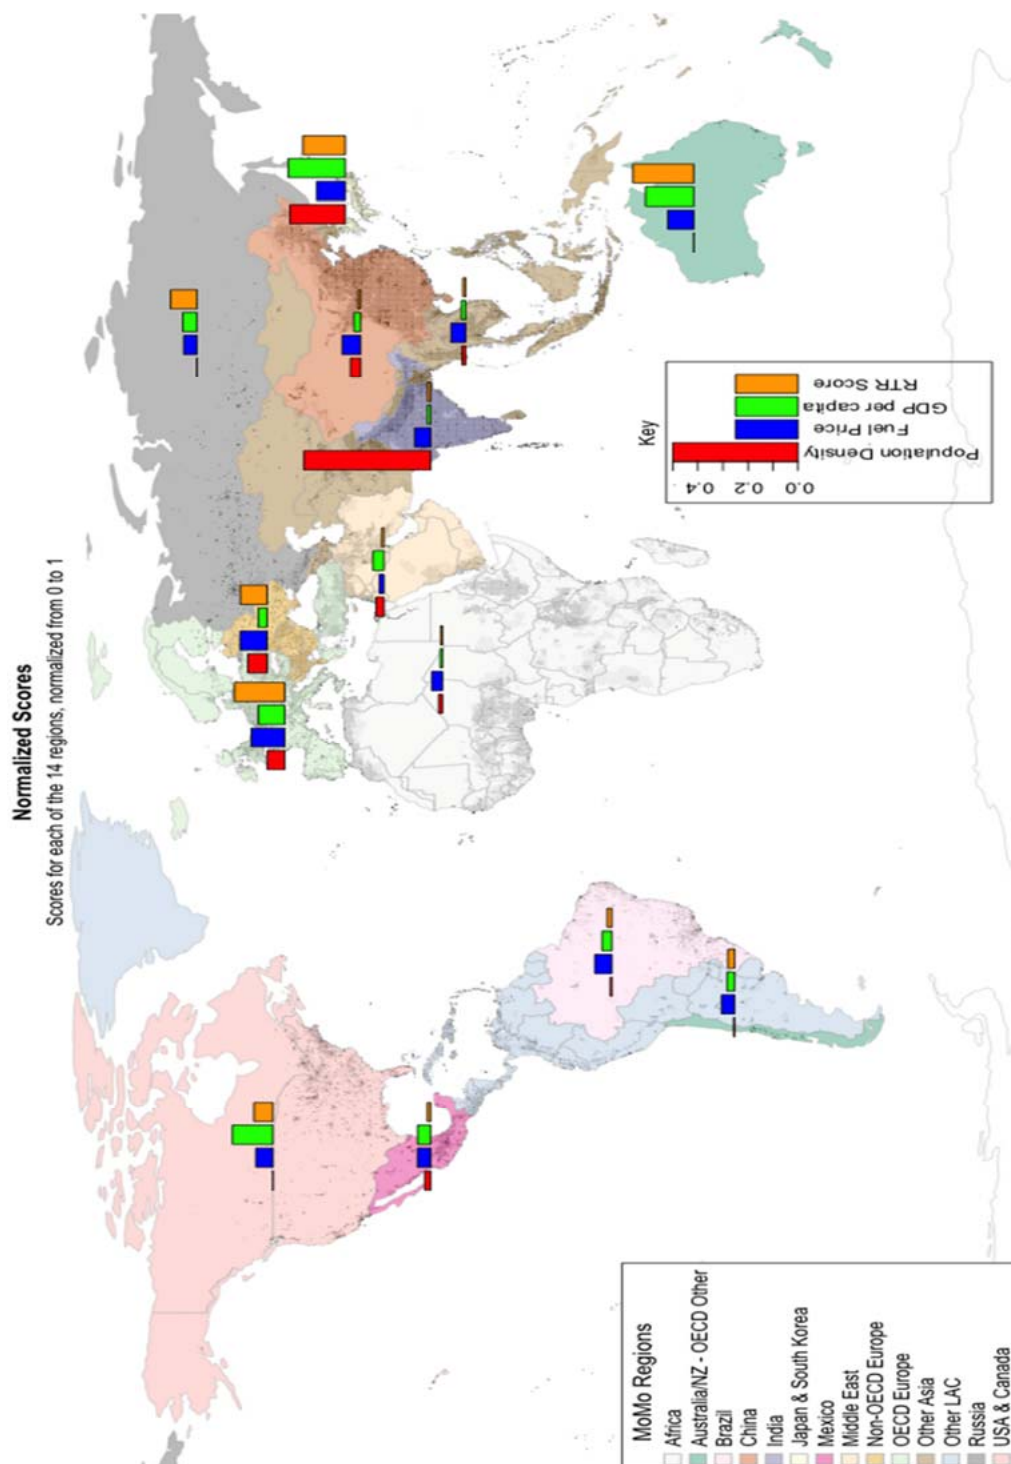 Normalized Scores
Scores for each of the 14 regions, normalized from 0 to 1
Key
0.0
0.2
0.4
Population Density
Fuel Price
GDP per capita
RTR Score
MoMo Regions
Africa
Australia/NZ - OECD Other
Brazil
China
India
Japan & South Korea
Mexico
Middle East
Non-OECD Europe
OECD Europe
Other Asia
Other LAC
Russia
USA & Canada